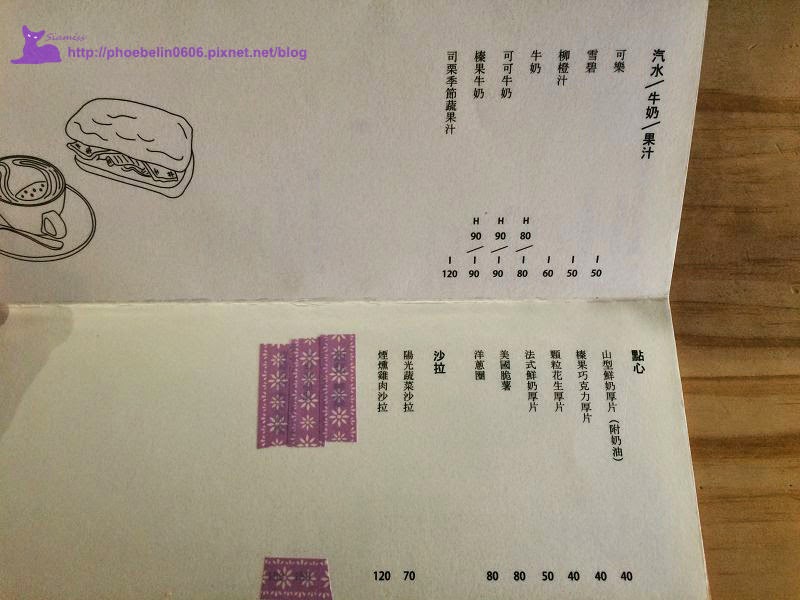 Siamiss
http://phoebelin0606.pixnet.net/blog
汽水/牛奶/果汁
可樂 I 50
雪碧 I 50
柳橙汁 I 60
牛奶 H 80 / I 80
可可牛奶 H 90 / I 90
榛果牛奶 H 90 / I 90
司栗季節蔬果汁 I 120
點心
山型鮮奶厚片（附奶油） 40
榛果巧克力厚片 40
顆粒花生厚片 40
法式鮮奶厚片 50
美國脆薯 80
洋蔥圈 80
沙拉
陽光蔬菜沙拉 70
煙燻雞肉沙拉 120